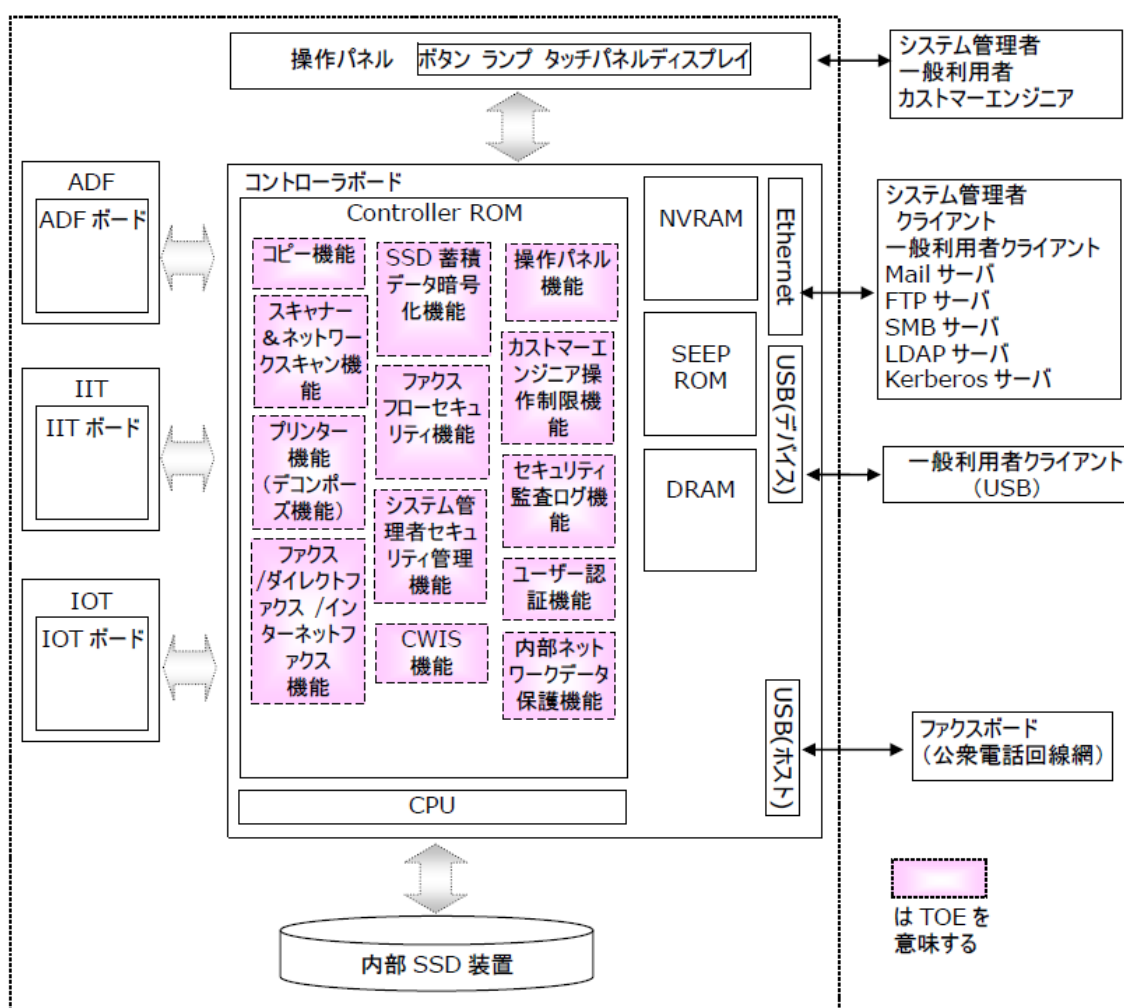 操作パネル ボタン ランプ タッチパネルディスプレイ
システム管理者
一般利用者
カストマーエンジニア
ADF
ADF ボード
IIT
IIT ボード
IOT
IOT ボード
コントローラボード
Controller ROM
コピー機能
スキャナー
&ネットワー
クスキャン機
能
プリンター
機能
(デコンポー
ズ機能)
ファクス
/ダイレクトフ
ァクス /イン
ターネットフ
ァクス
機能
SSD 蓄積
データ暗号
化機能
ファクス
フローセキュ
リティ機能
システム管
理者セキュ
リティ管理
機能
CWIS
機能
操作パネル
機能
カストマーエ
ンジニア操
作制限機
能
セキュリティ
監査ログ機
能
ユーザー認
証機能
内部ネット
ワークデータ
保護機能
CPU
NVRAM
SEEP
ROM
DRAM
Ethernet
USB(デバイス)
USB(ホスト)
システム管理者
クライアント
一般利用者クライアント
Mail サーバ
FTP サーバ
SMB サーバ
LDAP サーバ
Kerberos サーバ
一般利用者クライアント
(USB)
ファクスボード
(公衆電話回線網)
内部 SSD 装置
は TOE を
意味する